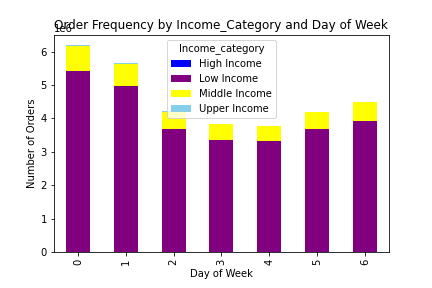 Order Frequency by Income_Category and Day of Week
1e6
Income_category
High Income
Low Income
Middle Income
Upper Income
Number of Orders
6
5
4
3
2
1
0
0 1 2 3 4 5 6
Day of Week